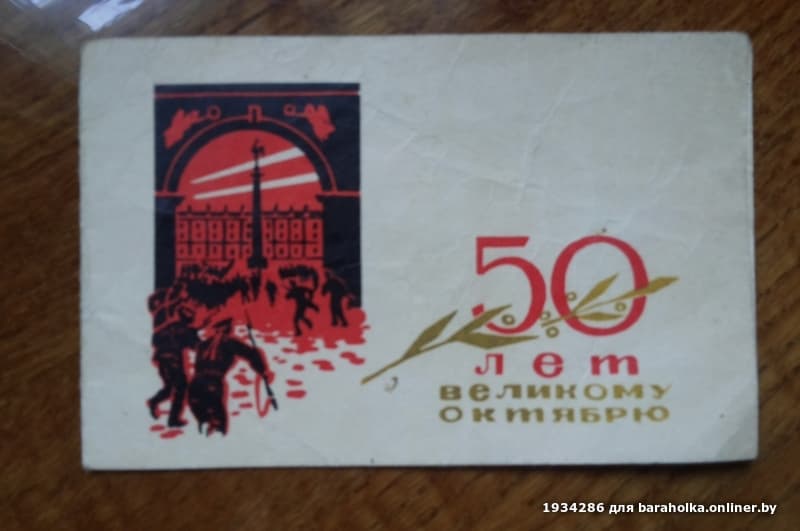 50
лет
великому
октябрю
1934286 для baraholka.onliner.by